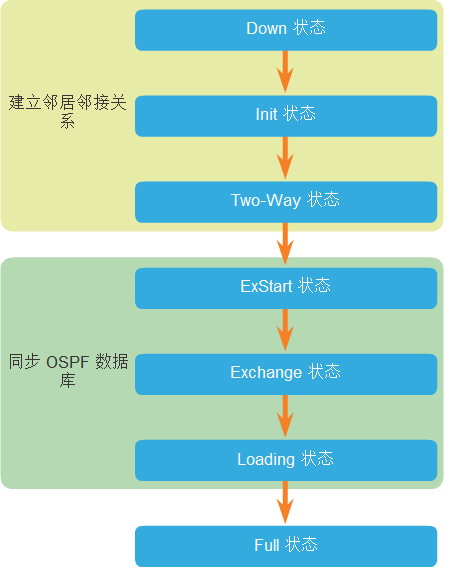 Down 状态
建立邻居邻接关
系
Init 状态
Two-Way 状态
ExStart 状态
同步 OSPF 数据
库
Exchange 状态
Loading 状态
Full 状态